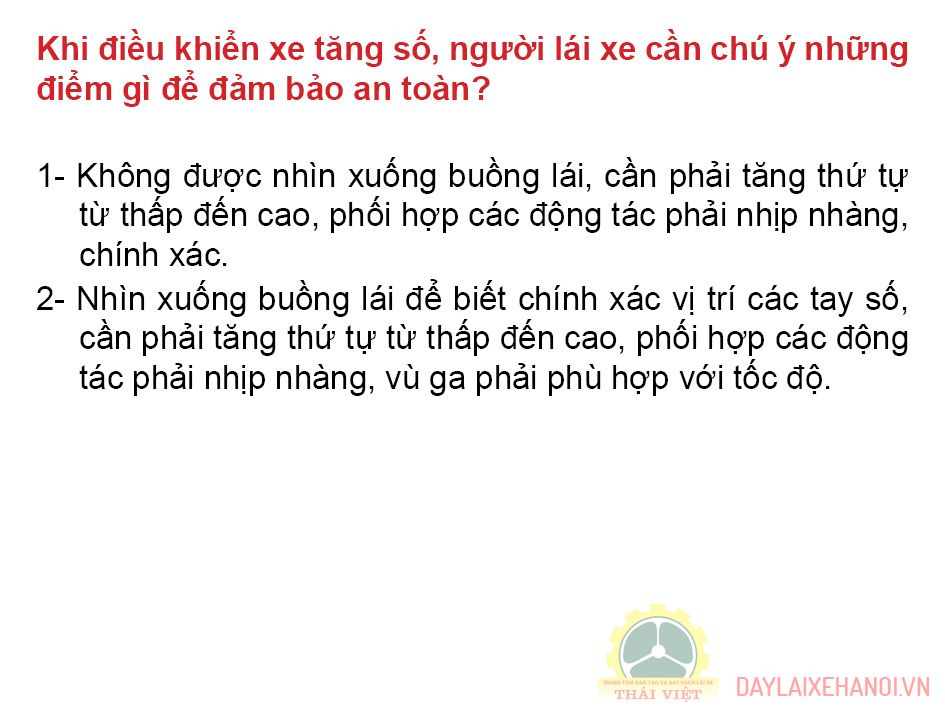 Khi điều khiển xe tăng số, người lái xe cần chú ý những
điểm gì để đảm bảo an toàn?
1- Không được nhìn xuống buồng lái, cần phải tăng thứ tự
từ thấp đến cao, phối hợp các động tác phải nhịp nhàng,
chính xác.
2- Nhìn xuống buồng lái để biết chính xác vị trí các tay số,
cần phải tăng thứ tự từ thấp đến cao, phối hợp các động
tác phải nhịp nhàng, vù ga phải phù hợp với tốc độ.
TRUNG TÂM ĐÀO TẠO VÀ SÁT HẠCH LÁI XE
THÁI VIỆT
DAYLAIXEHANOI.VN